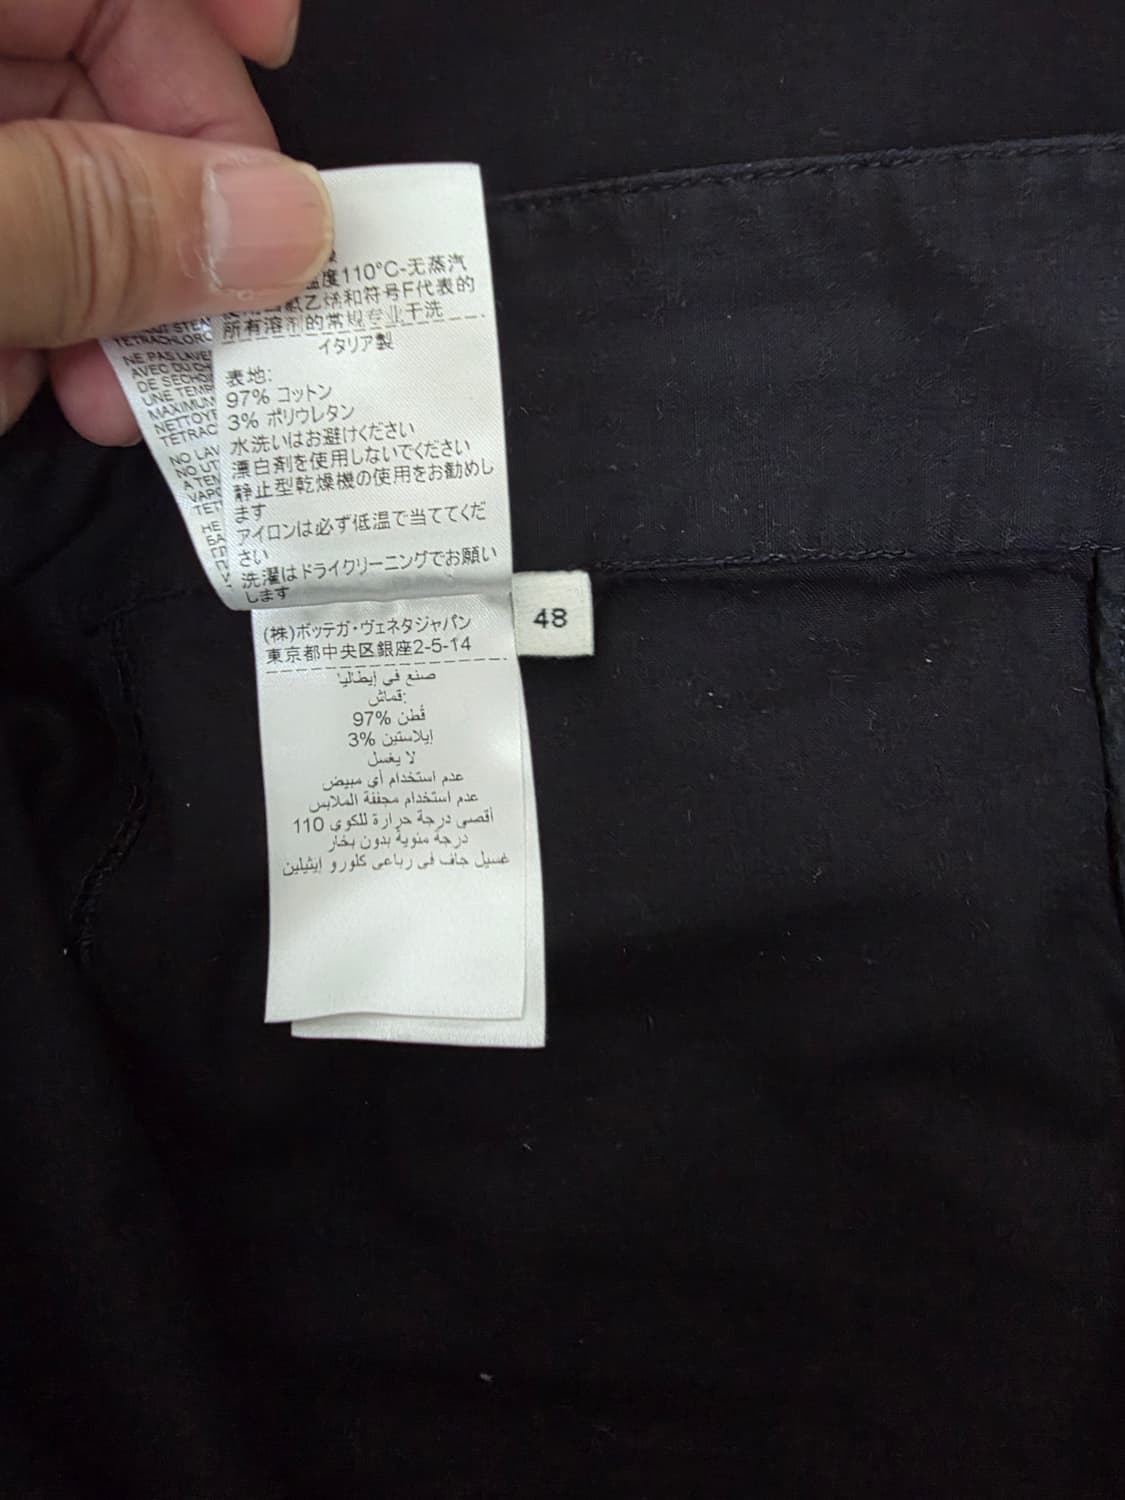 温度110°C-无蒸汽
乙烯和符号F代表的
所有溶剂的常规专业干洗
イタリア製
表地:
97% コットン
3% ポリウレタン
水洗いはお避けください
漂白剤を使用しないでください
静止型乾燥機の使用をお勧めし
ます
アイロンは必ず低温で当ててくだ
さい
洗濯はドライクリーニングでお願い
します
(株)ボッテガ・ヴェネタジャパン
東京都中央区銀座2-5-14
صنع في إيطاليا
قماش:
97% قُطن
3% إيلاستين
لا يغسل
عدم استخدام أي مبيض
عدم استخدام مجففة الملابس
أقصى درجة حرارة للكوي 110
درجة مئوية بدون بخار
غسيل جاف في رباعي كلورو إيثيلين
48
NE PAS LAVE
AVEC DU
DE SECHO
UNE TEMP
MAXIMUM
NETTOYE
TETRAC
NO LAV
NO UT
A TEM
VAPO
TET
НЕ